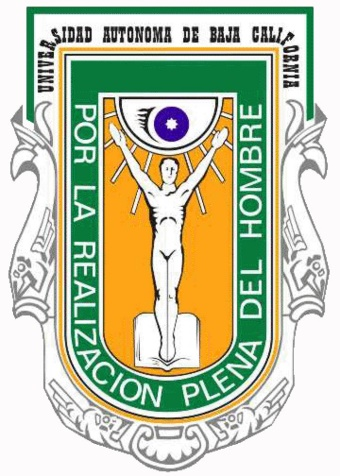 UNIVERSIDAD AUTONOMA DE BAJA CALIFORNIA
POR LA REALIZACION PLENA DEL HOMBRE